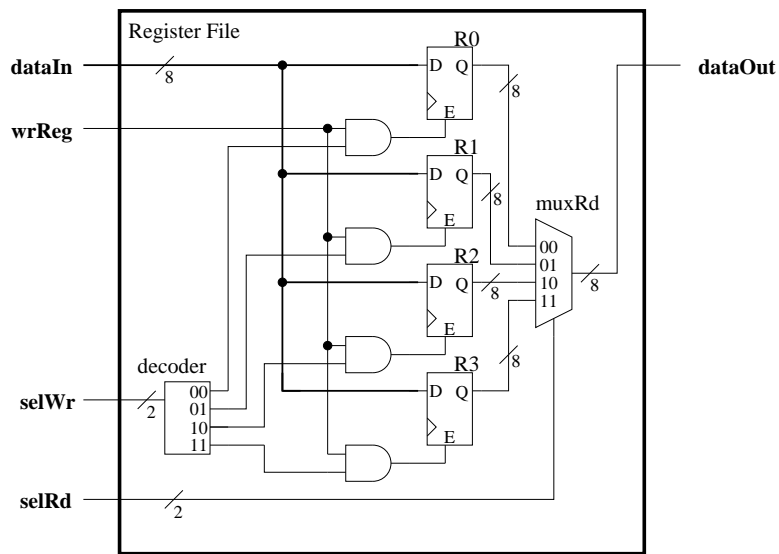 Register File
R0
dataIn
8
D Q
8
dataOut
E
wrReg
R1
D Q
8
muxRd
E
00
R2
01
D Q
8
10
8
11
E
decoder
R3
8
00
D Q
selWr
2
01
10
E
11
selRd
2